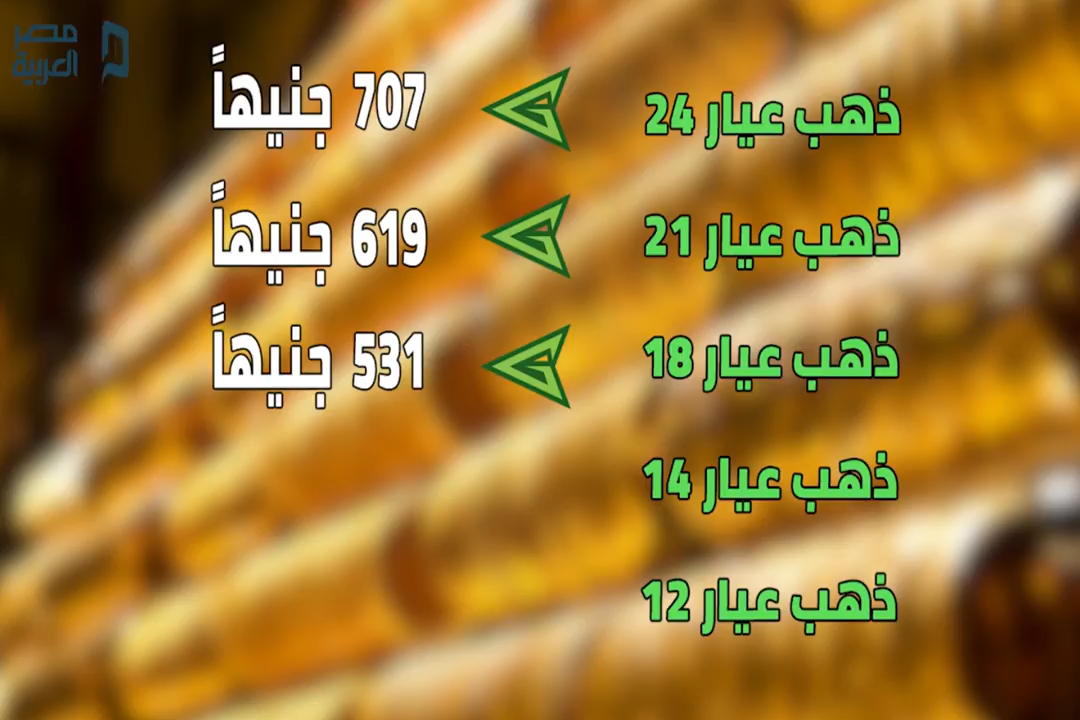 مصر
العربية
ذهب عيار 24 707 جنيهاً
ذهب عيار 21 619 جنيهاً
ذهب عيار 18 531 جنيهاً
ذهب عيار 14
ذهب عيار 12